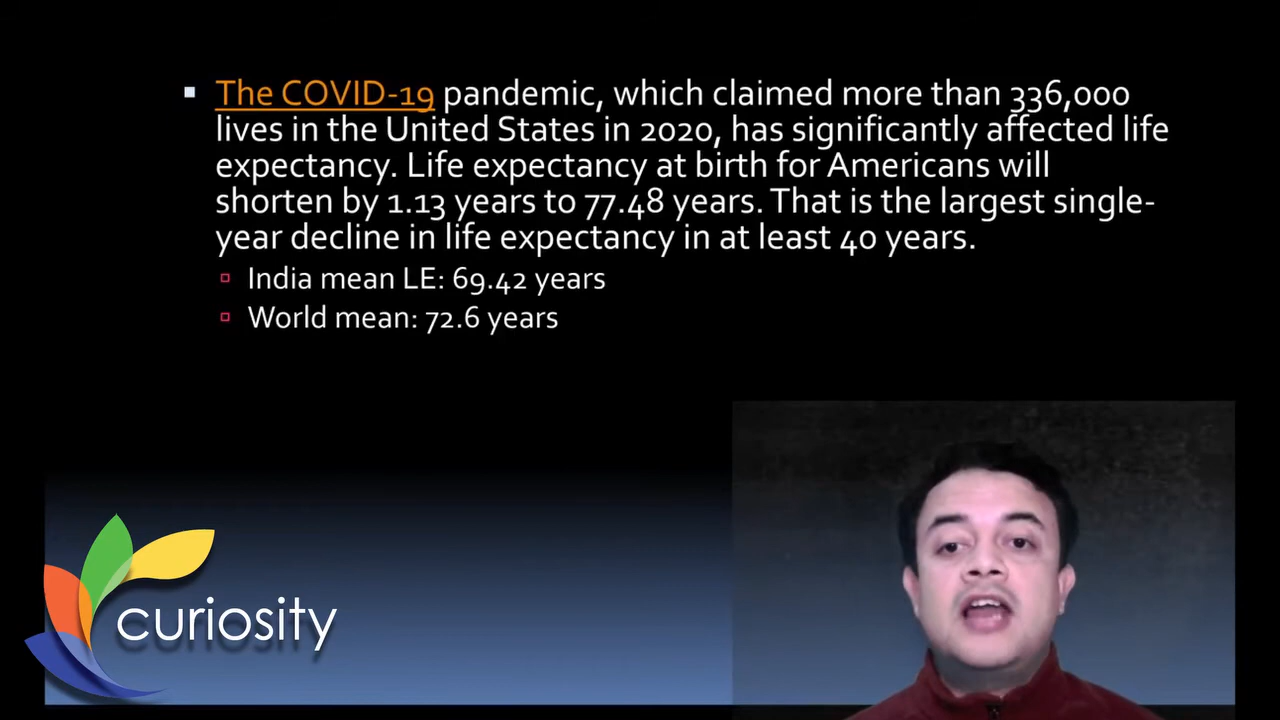 The COVID-19 pandemic, which claimed more than 336,000
lives in the United States in 2020, has significantly affected life
expectancy. Life expectancy at birth for Americans will
shorten by 1.13 years to 77.48 years. That is the largest single-
year decline in life expectancy in at least 40 years.
India mean LE: 69.42 years
World mean: 72.6 years
curiosity